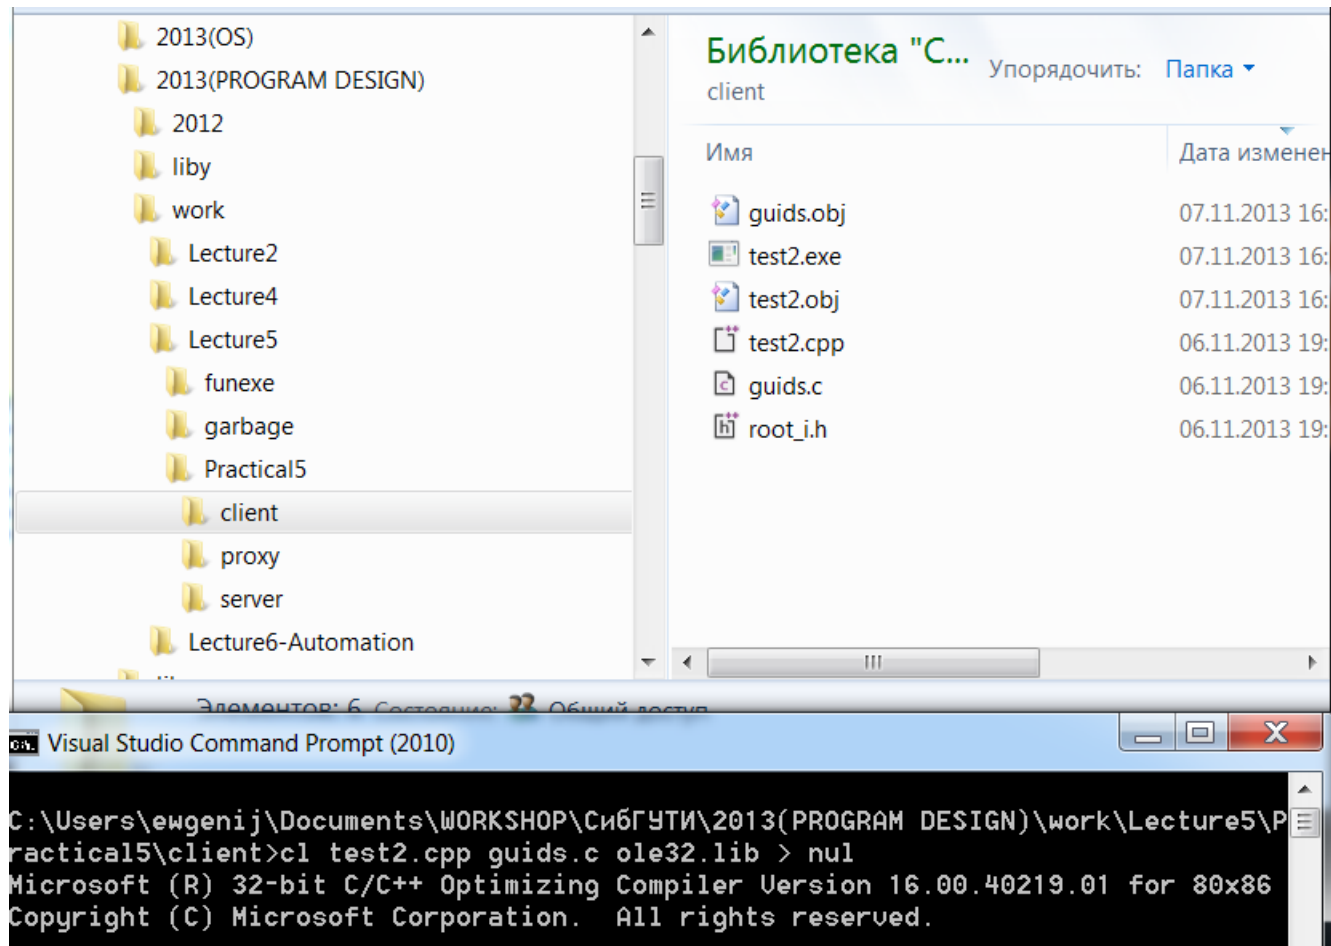 2013(OS)
2013(PROGRAM DESIGN)
2012
liby
work
Lecture2
Lecture4
Lecture5
funexe
garbage
Practical5
client
proxy
server
Lecture6-Automation
Библиотека "С...
Упорядочить: Папка
client
Имя Дата изменен
guids.obj 07.11.2013 16:
test2.exe 07.11.2013 16:
test2.obj 07.11.2013 16:
test2.cpp 06.11.2013 19:
guids.c 06.11.2013 19:
root_i.h 06.11.2013 19:
Элементов: 6 Состояние: Общий доступ
Visual Studio Command Prompt (2010)
C:\Users\ewgenij\Documents\WORKSHOP\СибГУТИ\2013(PROGRAM DESIGN)\work\Lecture5\P
ractical5\client>cl test2.cpp guids.c ole32.lib > nul
Microsoft (R) 32-bit C/C++ Optimizing Compiler Version 16.00.40219.01 for 80x86
Copyright (C) Microsoft Corporation.  All rights reserved.